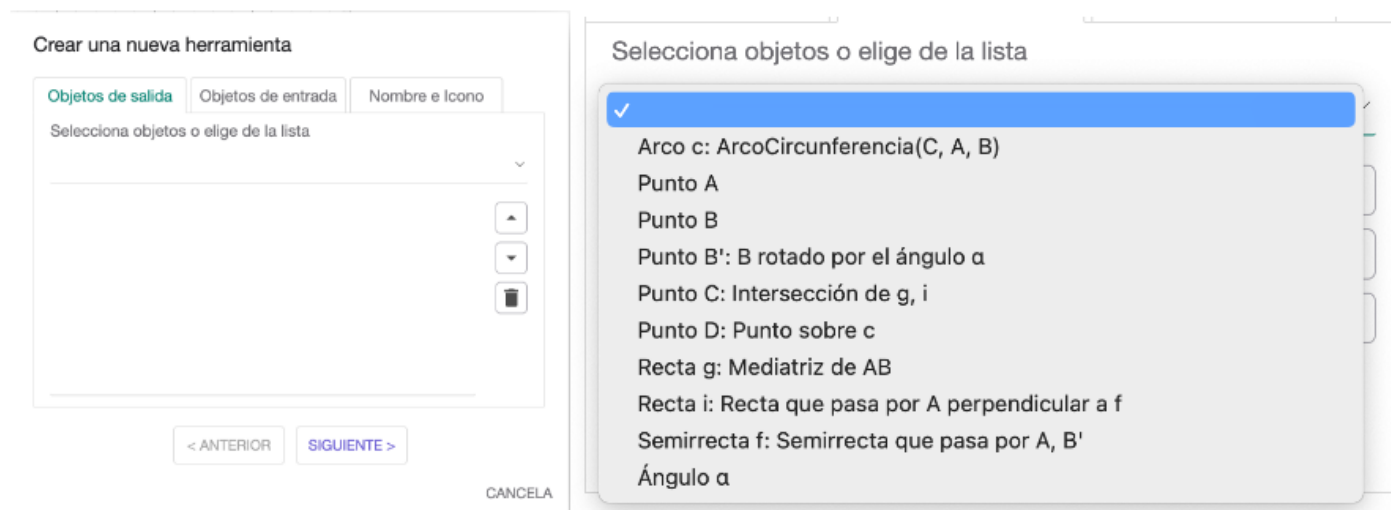 Crear una nueva herramienta
Objetos de salida
Objetos de entrada
Nombre e Icono
Selecciona objetos o elige de la lista
< ANTERIOR
SIGUIENTE >
CANCELA
Selecciona objetos o elige de la lista
✓
Arco c: ArcoCircunferencia(C, A, B)
Punto A
Punto B
Punto B': B rotado por el ángulo α
Punto C: Intersección de g, i
Punto D: Punto sobre c
Recta g: Mediatriz de AB
Recta i: Recta que pasa por A perpendicular a f
Semirrecta f: Semirrecta que pasa por A, B'
Ángulo α